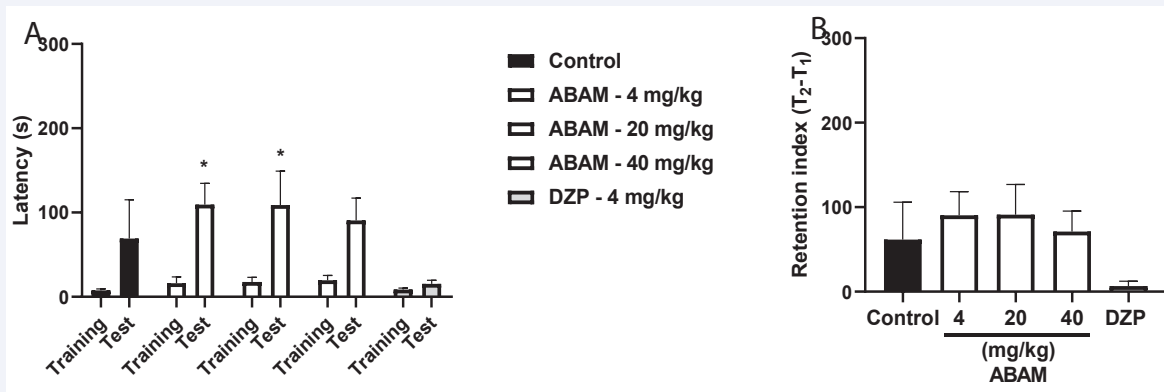 A
300
200
100
0
Latency (s)
*
*
Training
Test
Training
Test
Training
Test
Training
Test
Training
Test
Control
ABAM - 4 mg/kg
ABAM - 20 mg/kg
ABAM - 40 mg/kg
DZP - 4 mg/kg
B
300
200
100
0
Retention index (T2-T1)
Control 4 20 40 DZP
(mg/kg)
ABAM